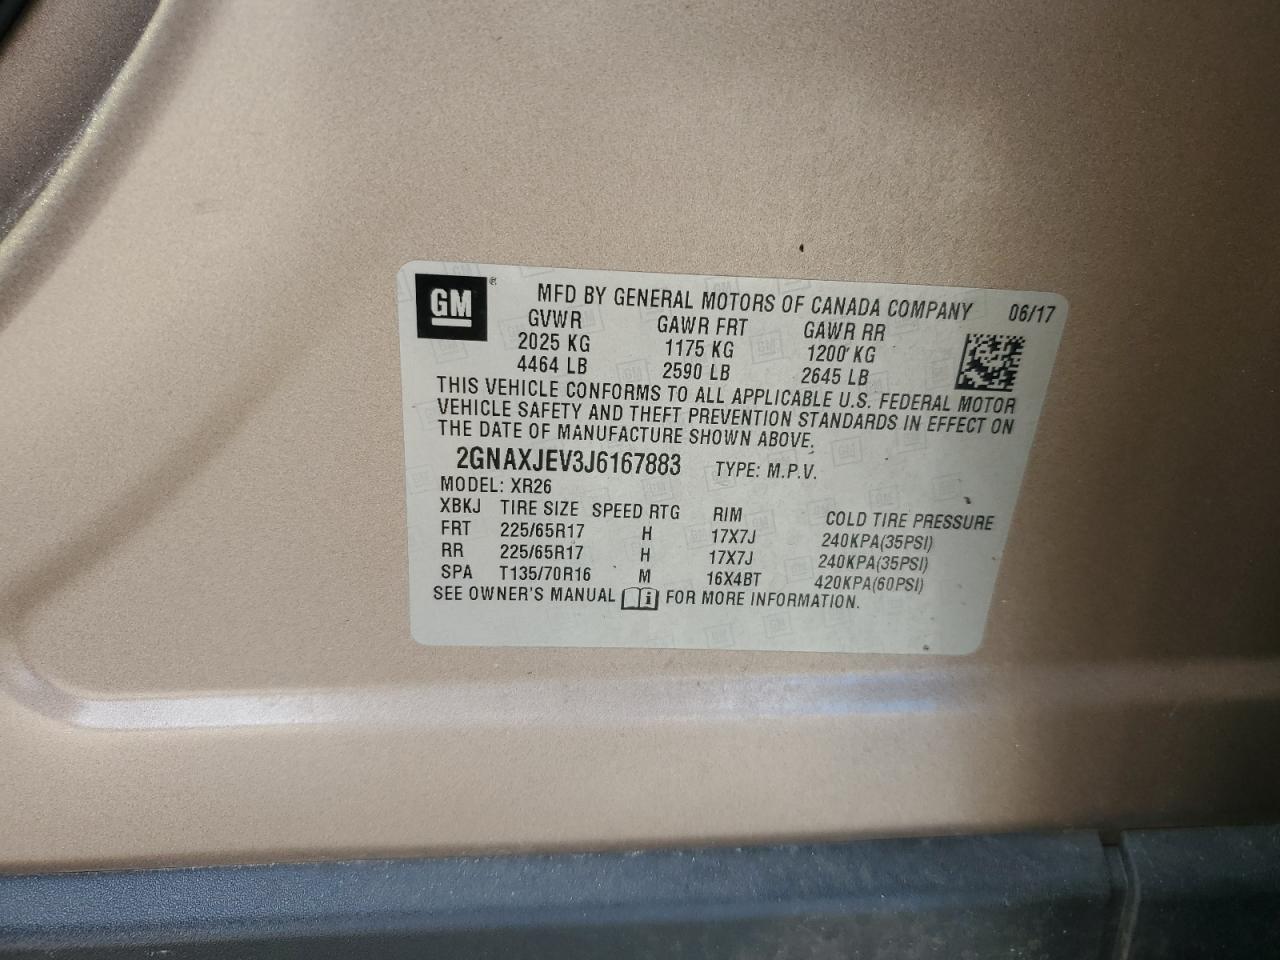 GM®
MFD BY GENERAL MOTORS OF CANADA COMPANY 06/17
GVWR GAWR FRT GAWR RR
2025 KG 1175 KG 1200 KG
4464 LB 2590 LB 2645 LB
THIS VEHICLE CONFORMS TO ALL APPLICABLE U.S. FEDERAL MOTOR
VEHICLE SAFETY AND THEFT PREVENTION STANDARDS IN EFFECT ON
THE DATE OF MANUFACTURE SHOWN ABOVE.
2GNAXJEV3J6167883 TYPE: M.P.V.
MODEL: XR26
XBKJ TIRE SIZE SPEED RTG RIM COLD TIRE PRESSURE
FRT 225/65R17 H 17X7J 240KPA(35PSI)
RR 225/65R17 H 17X7J 240KPA(35PSI)
SPA T135/70R16 M 16X4BT 420KPA(60PSI)
SEE OWNER'S MANUAL i FOR MORE INFORMATION.